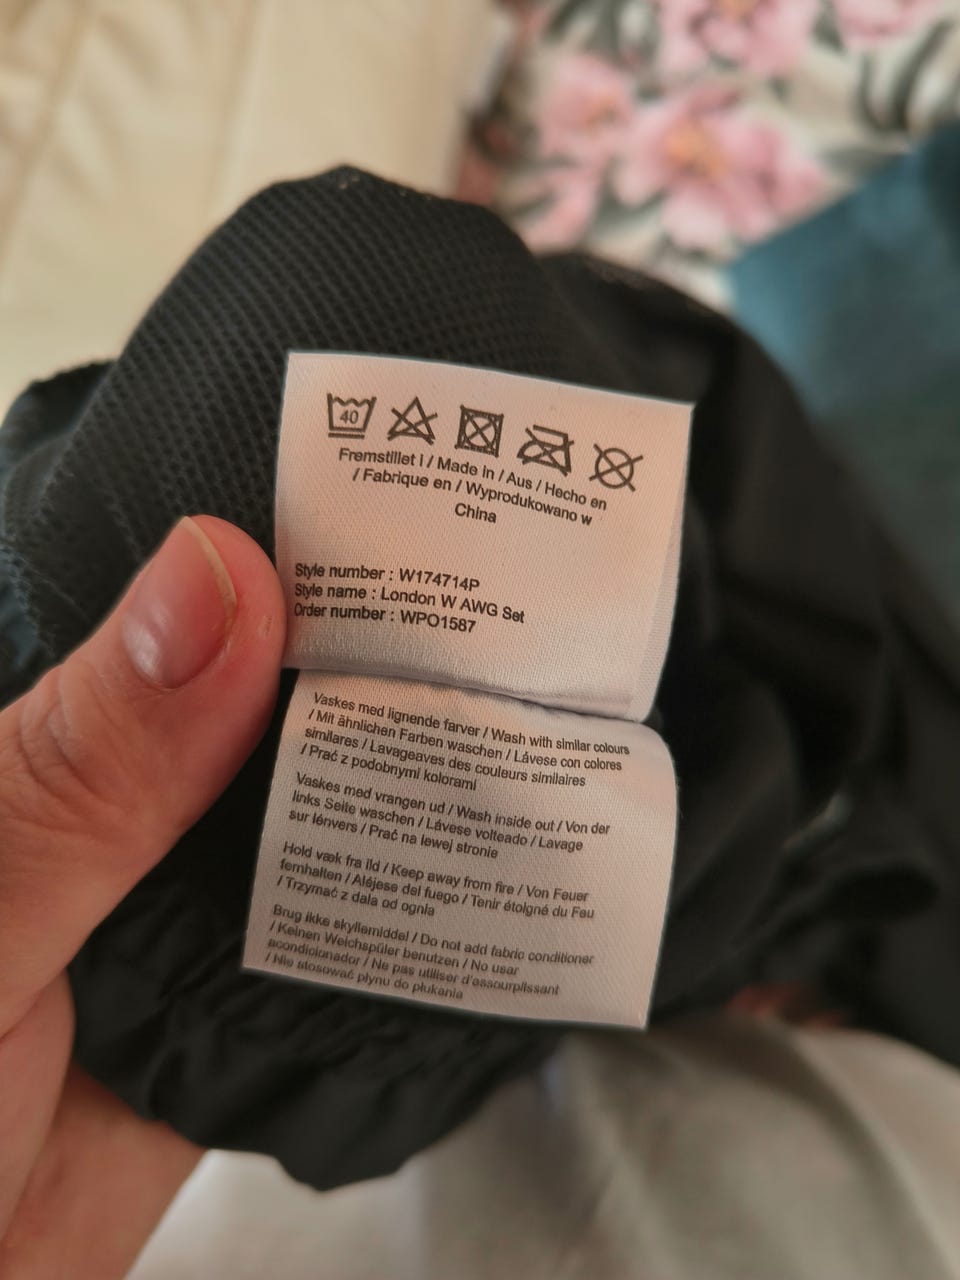 40
Fremstillet I / Made in / Aus / Hecho en
/ Fabrique en / Wyprodukowano w
China
Style number : W174714P
Style name : London W AWG Set
Order number : WPO1587
Vaskes med lignende farver / Wash with similar colours
/ Mit ähnlichen Farben waschen / Lávese con colores
similares / Lavageaves des couleurs similaires
/ Prać z podobnymi kolorami
Vaskes med vrangen ud / Wash inside out / Von der
links Seite waschen / Lávese volteado / Lavage
sur lénvers / Prać na lewej stronie
Hold væk fra ild / Keep away from fire / Von Feuer
fernhalten / Aléjese del fuego / Tenir étoigné du Feu
/ Trzymać z dala od ognia
Brug ikke skyllemiddel / Do not add fabric conditioner
/ Keinen Weichspüler benutzen / No usar
acondicionador / Ne pas utiliser d'assourplissant
/ Nie stosować płynu do płukania